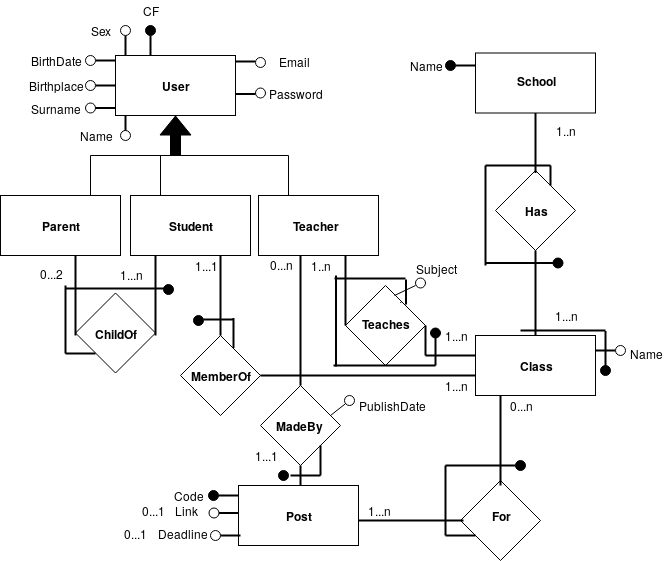 CF
Sex
BirthDate
Email
User
Birthplace
Password
Surname
Name
Name
School
1..n
Has
Parent
Student
Teacher
0...2
1...n
1...1
0...n
1..n
Subject
ChildOf
Teaches
1...n
1...n
Class
Name
MemberOf
1...n
0...n
PublishDate
MadeBy
1...1
Code
0...1 Link
0...1 Deadline
Post
1...n
For